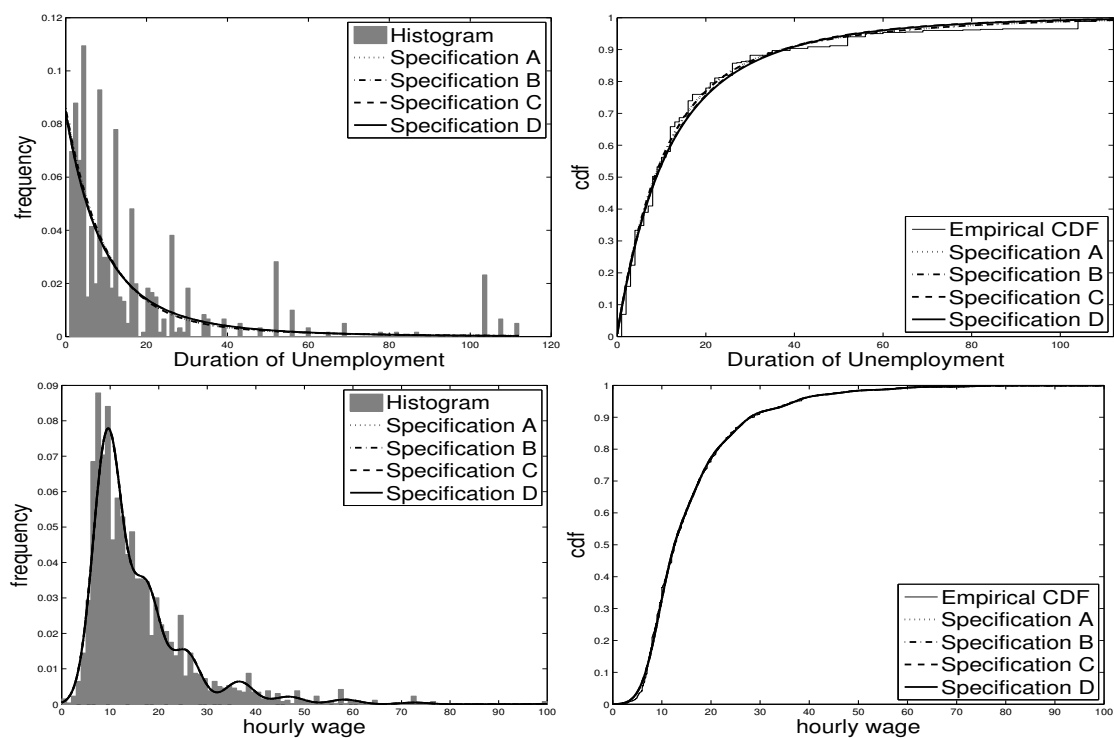 0.12
0.1
0.08
0.06
0.04
0.02
0
frequency
Histogram
Specification A
Specification B
Specification C
Specification D
0 20 40 60 80 100 120
Duration of Unemployment
1
0.9
0.8
0.7
0.6
0.5
0.4
0.3
0.2
0.1
0
cdf
Empirical CDF
Specification A
Specification B
Specification C
Specification D
0 20 40 60 80 100
Duration of Unemployment
0.09
0.08
0.07
0.06
0.05
0.04
0.03
0.02
0.01
0
frequency
Histogram
Specification A
Specification B
Specification C
Specification D
0 10 20 30 40 50 60 70 80 90 100
hourly wage
1
0.9
0.8
0.7
0.6
0.5
0.4
0.3
0.2
0.1
0
cdf
Empirical CDF
Specification A
Specification B
Specification C
Specification D
0 10 20 30 40 50 60 70 80 90 100
hourly wage